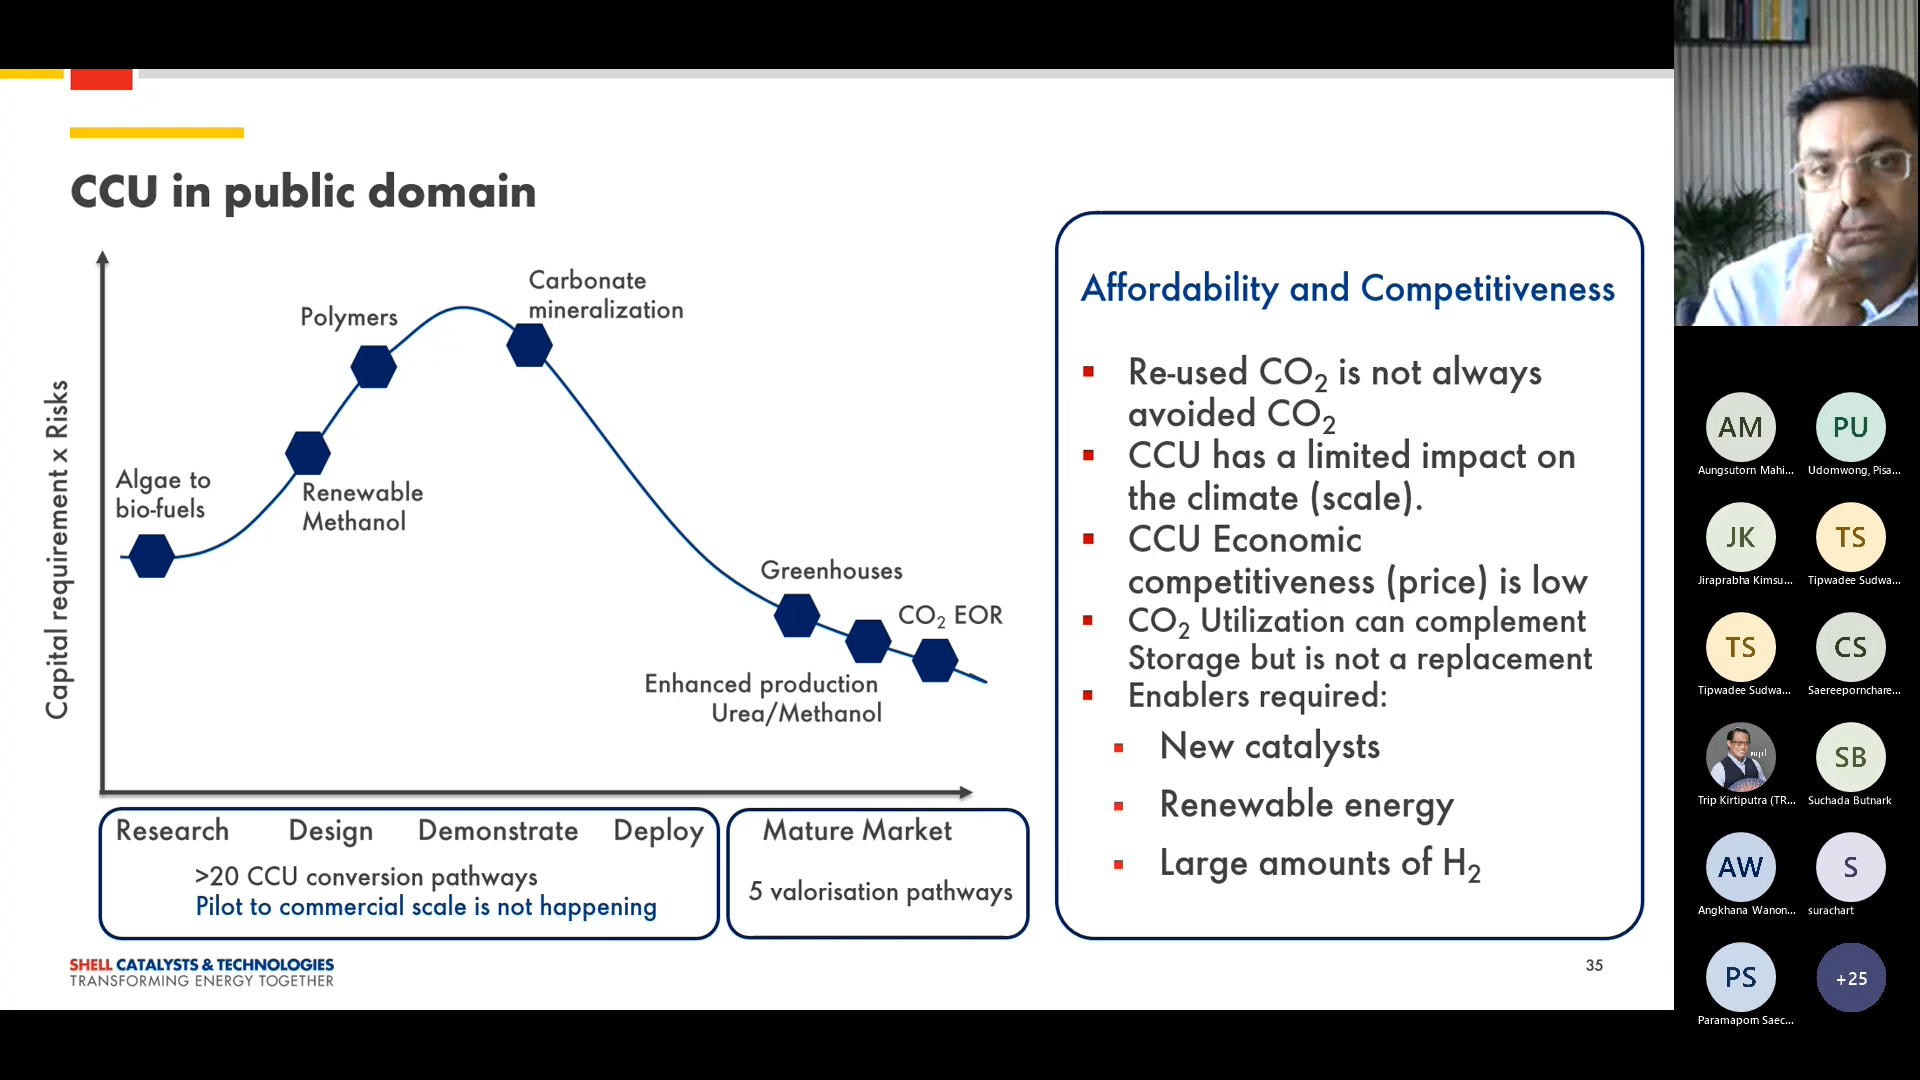 CCU in public domain
Capital requirement x Risks
Algae to
bio-fuels
Renewable
Methanol
Polymers
Carbonate
mineralization
Greenhouses
CO₂ EOR
Enhanced production
Urea/Methanol
Research Design Demonstrate Deploy
>20 CCU conversion pathways
Pilot to commercial scale is not happening
Mature Market
5 valorisation pathways
Affordability and Competitiveness
Re-used CO₂ is not always
avoided CO₂
CCU has a limited impact on
the climate (scale).
CCU Economic
competitiveness (price) is low
CO₂ Utilization can complement
Storage but is not a replacement
Enablers required:
New catalysts
Renewable energy
Large amounts of H₂
SHELL CATALYSTS & TECHNOLOGIES
TRANSFORMING ENERGY TOGETHER
35
AM PU
Aungsutorn Mahi... Udomwong, Pisa...
JK TS
Jiraprabha Kimsu... Tipwadee Sudwa...
TS CS
Tipwadee Sudwa... Saereepornchare...
SB
Trip Kirtiputra (TR... Suchada Butnark
AW S
Angkhana Wanon... surachart
PS +25
Paramaporn Saec...